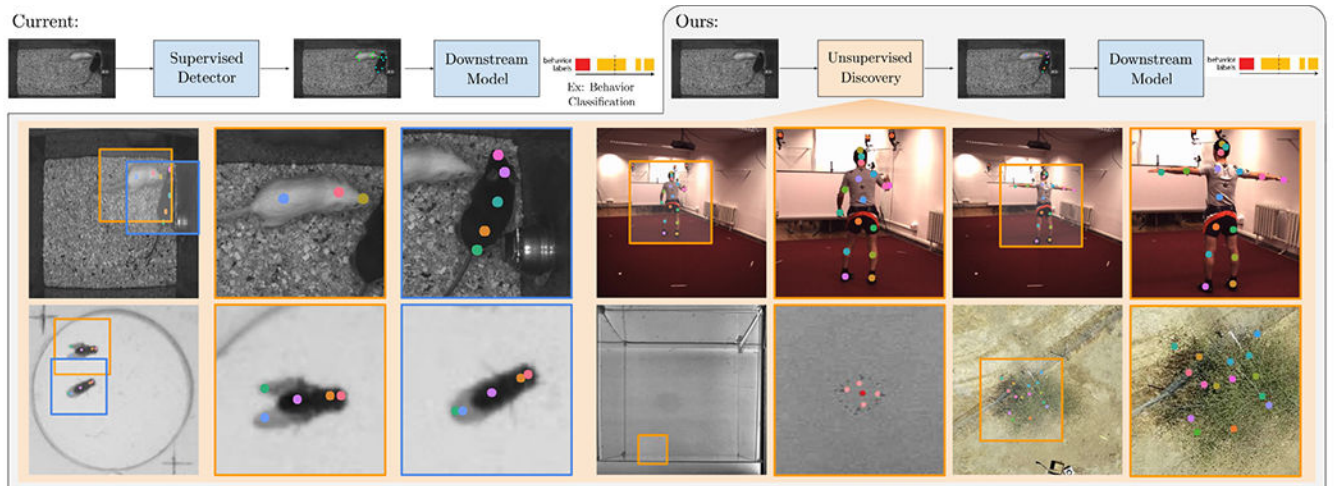 Current:
Supervised
Detector
Downstream
Model
behavior
labels
Ex: Behavior
Classification
Ours:
Unsupervised
Discovery
Downstream
Model
behavior
labels